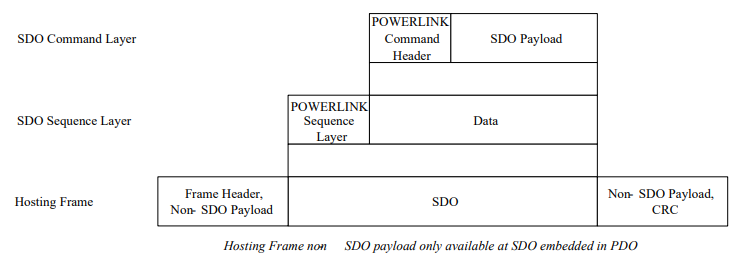 SDO Command Layer
POWERLINK
Command
Header
SDO Payload
SDO Sequence Layer
POWERLINK
Sequence
Layer
Data
Hosting Frame
Frame Header,
Non- SDO Payload
SDO
Non- SDO Payload,
CRC
Hosting Frame non SDO payload only available at SDO embedded in PDO